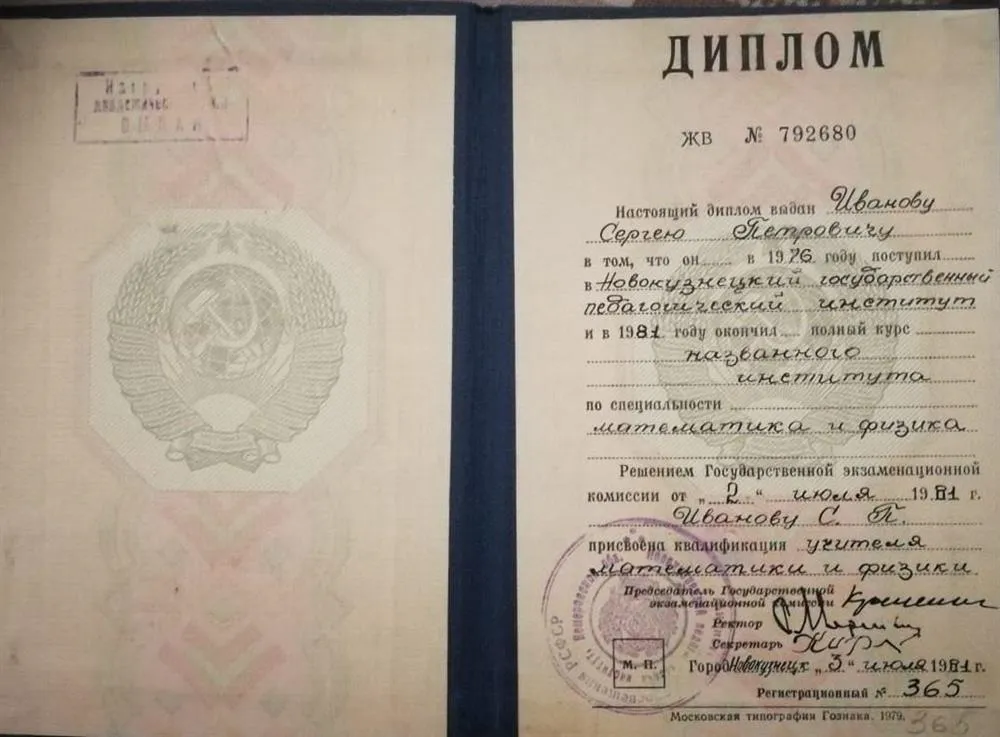 ДИПЛОМ
ЖВ № 792680
Настоящий диплом выдан Иванову
Сергею Петровичу
в том, что он в 1976 году поступил
в Новокузнецкий государственный
педагогический институт
и в 1981 году окончил полный курс
названного
института
по специальности
математика и физика
Решением Государственной экзаменационной
комиссии от „2“ июля 1981 г.
Иванову С. П.
присвоена квалификация учителя
математики и физики
Председатель Государственной
экзаменационной комиссии
Ректор
Секретарь
М. П.
Город Новокузнецк „3“ июля 1981 г.
Регистрационный № 365
Московская типография Гознака. 1979.
365